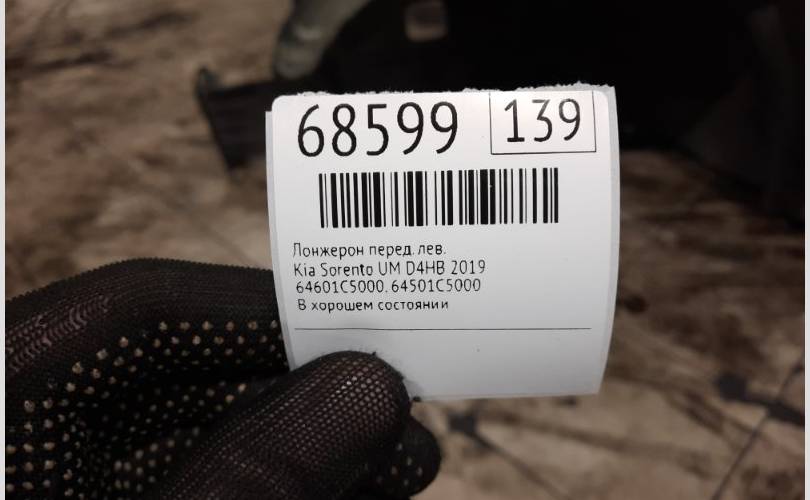 68599 139
Лонжерон перед. лев.
Kia Sorento UM D4HB 2019
64601C5000, 64501C5000
В хорошем состоянии